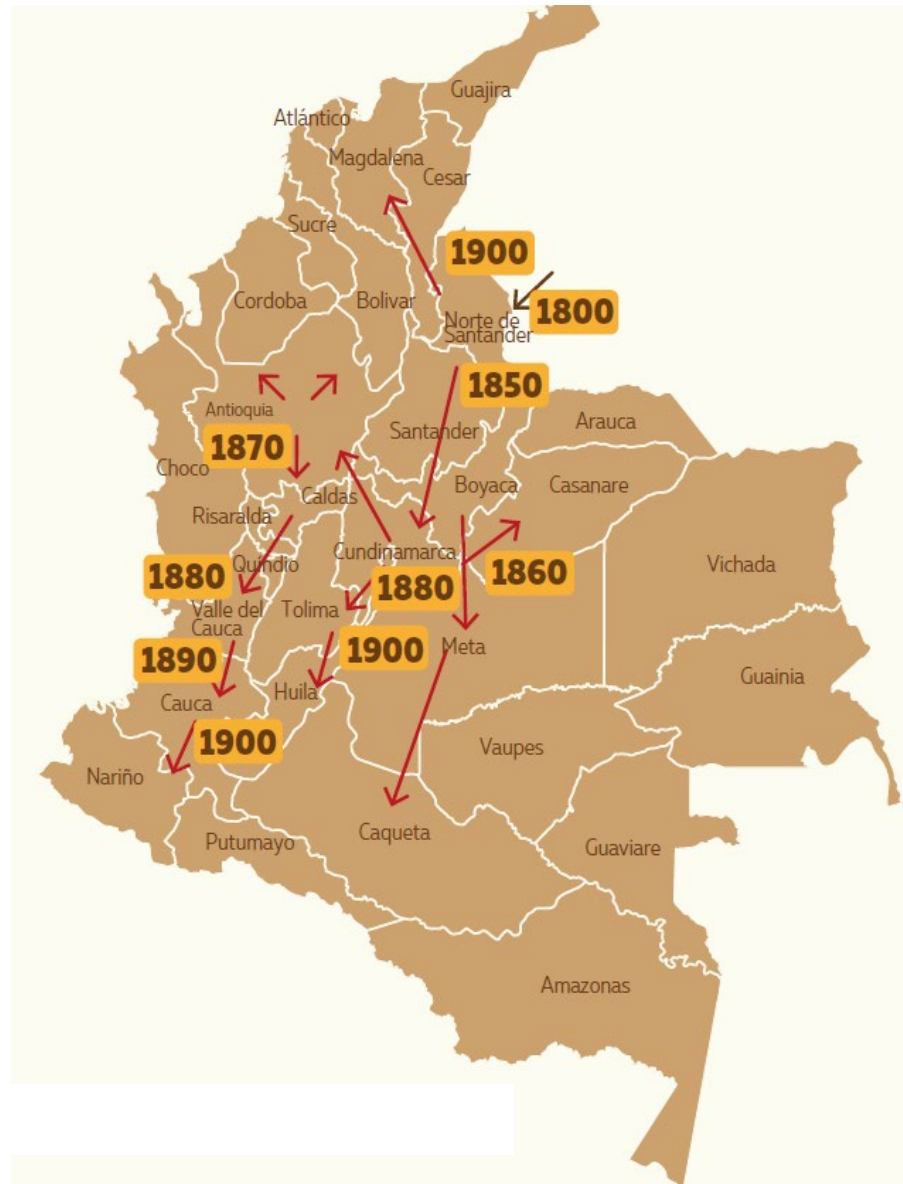 Guajira
Atlántico
Magdalena
Cesar
Sucre
1900
Cordoba
Bolivar
1800
Norte de
Santander
1850
Antioquia
Santander
Arauca
1870
Choco
Caldas
Boyaca
Casanare
Risaralda
Cundinamarca
Quindio
1880
1880
1860
Vichada
Valle del
Cauca
Tolima
1890
1900
Meta
Guainia
Cauca
Huila
1900
Vaupes
Nariño
Caqueta
Putumayo
Guaviare
Amazonas